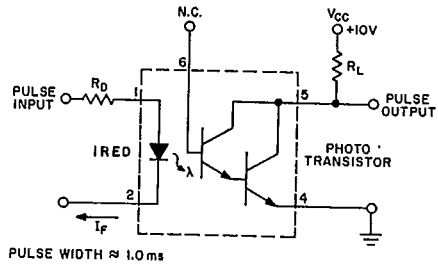 N.C.
VCC
+10V
RL
6
PULSE
INPUT
RD
1
5
PULSE
OUTPUT
IRED
λ
PHOTO
TRANSISTOR
2
4
IF
PULSE WIDTH ≈ 1.0 ms